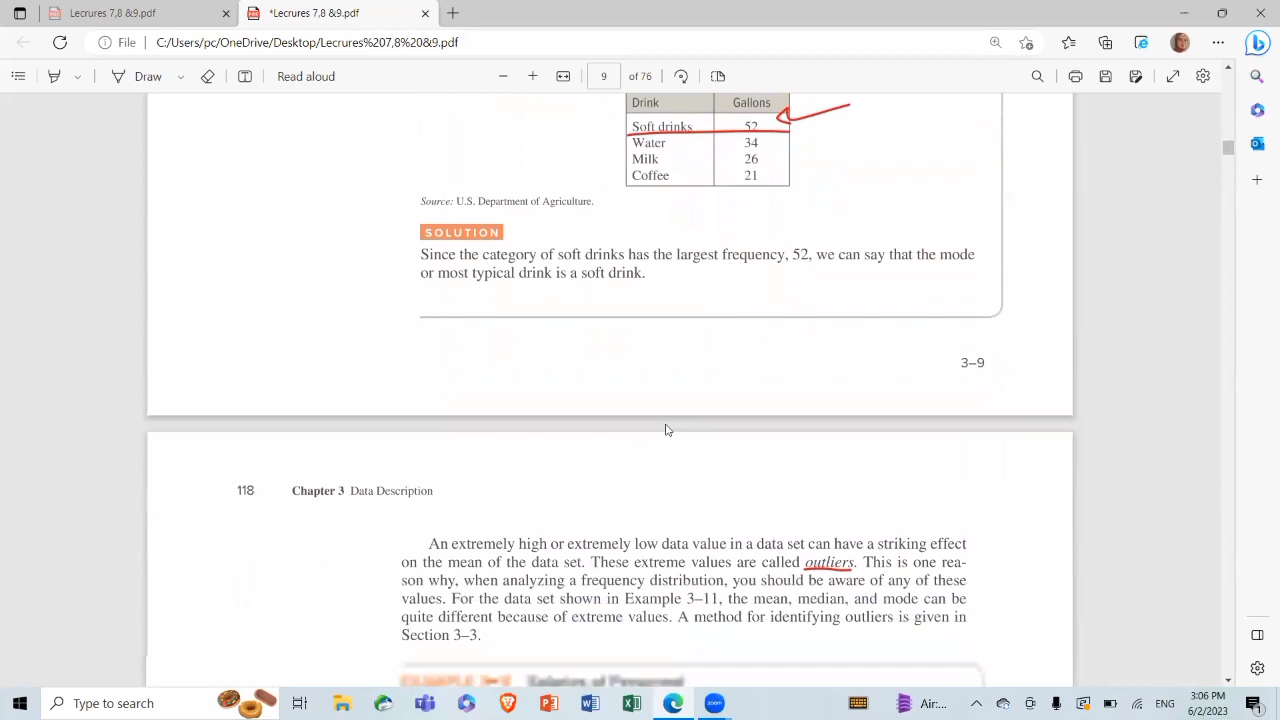 Lecures 7,8 &9.pdf
*Lecures 7,8 &9.pdf
File
C:/Users/pc/OneDrive/Desktop/Lecures%207,8%20&9.pdf
Draw
Read aloud
9
of 76
Drink Gallons
Soft drinks 52
Water 34
Milk 26
Coffee 21
Source: U.S. Department of Agriculture.
SOLUTION
Since the category of soft drinks has the largest frequency, 52, we can say that the mode
or most typical drink is a soft drink.
3–9
118 Chapter 3 Data Description
An extremely high or extremely low data value in a data set can have a striking effect
on the mean of the data set. These extreme values are called outliers. This is one rea-
son why, when analyzing a frequency distribution, you should be aware of any of these
values. For the data set shown in Example 3–11, the mean, median, and mode can be
quite different because of extreme values. A method for identifying outliers is given in
Section 3–3.
Salaries of Personnel
Type here to search
zoom
Air...
ENG
3:06 PM
6/2/2023